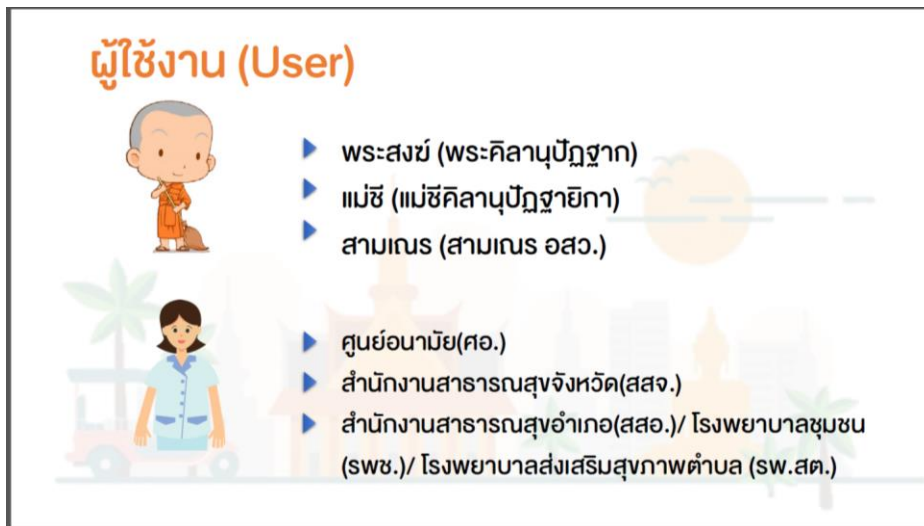 ผู้ใช้งาน (User)
พระสงฆ์ (พระคิลานุปัฏฐาก)
แม่ชี (แม่ชีคิลานุปัฏฐายิกา)
สามเณร (สามเณร อสว.)
ศูนย์อนามัย(ศอ.)
สำนักงานสาธารณสุขจังหวัด(สสจ.)
สำนักงานสาธารณสุขอำเภอ(สสอ.)/ โรงพยาบาลชุมชน
(รพช.)/ โรงพยาบาลส่งเสริมสุขภาพตำบล (รพ.สต.)